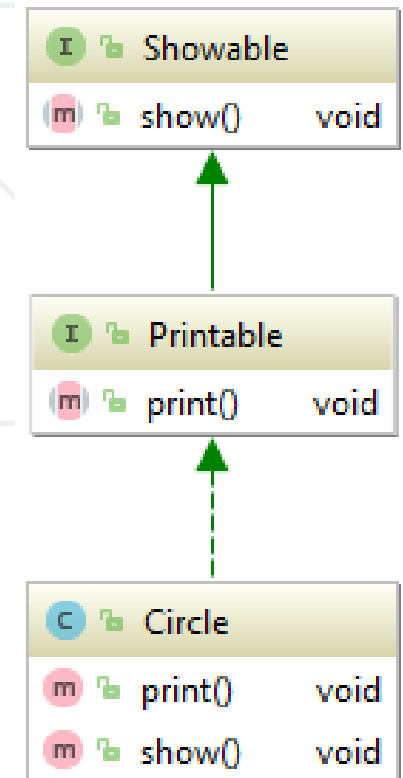 I Showable
m show() void
I Printable
m print() void
C Circle
m print() void
m show() void